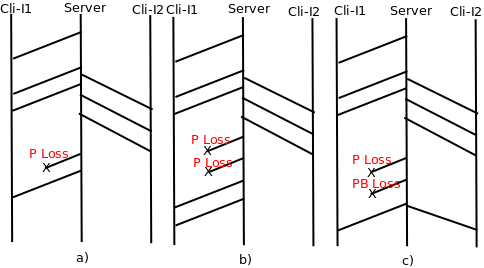 Cli-I1 Server Cli-I2 Cli-I1 Server Cli-I2 Cli-I1 Server Cli-I2
P Loss
X
P Loss
X
P Loss
X
P Loss
X
PB Loss
X
a) b) c)